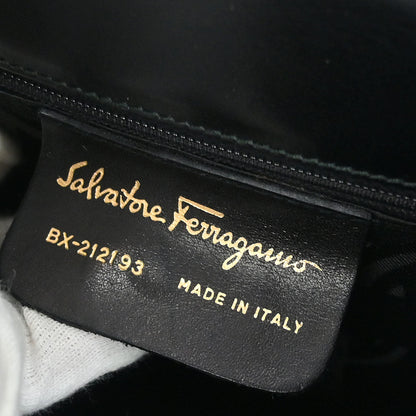 Salvatore Ferragamo
BX-212193
MADE IN ITALY